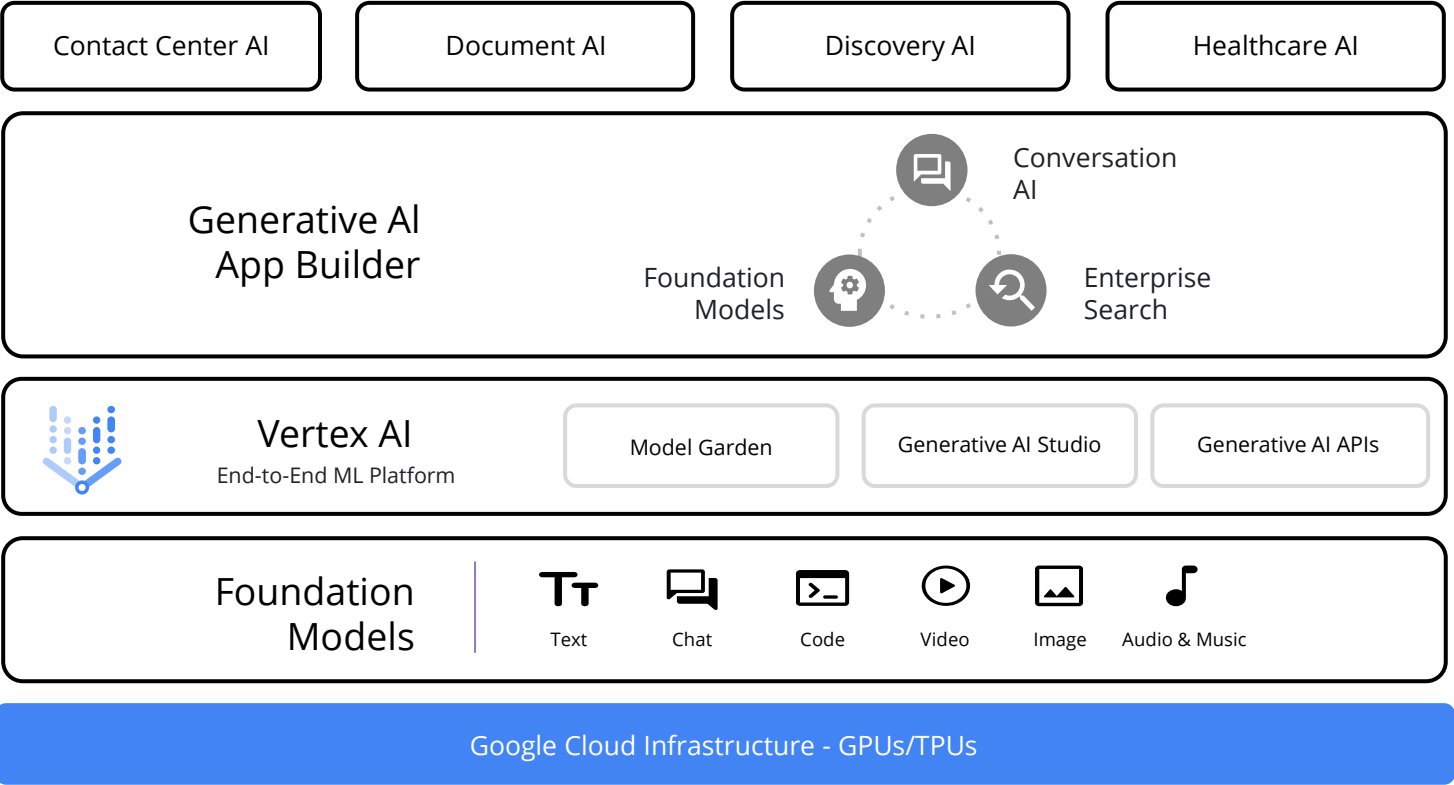 Contact Center AI
Document AI
Discovery AI
Healthcare AI
Generative AI
App Builder
Conversation
AI
Foundation
Models
Enterprise
Search
Vertex AI
End-to-End ML Platform
Model Garden
Generative AI Studio
Generative AI APIs
Foundation
Models
Text
Chat
Code
Video
Image
Audio & Music
Google Cloud Infrastructure - GPUs/TPUs